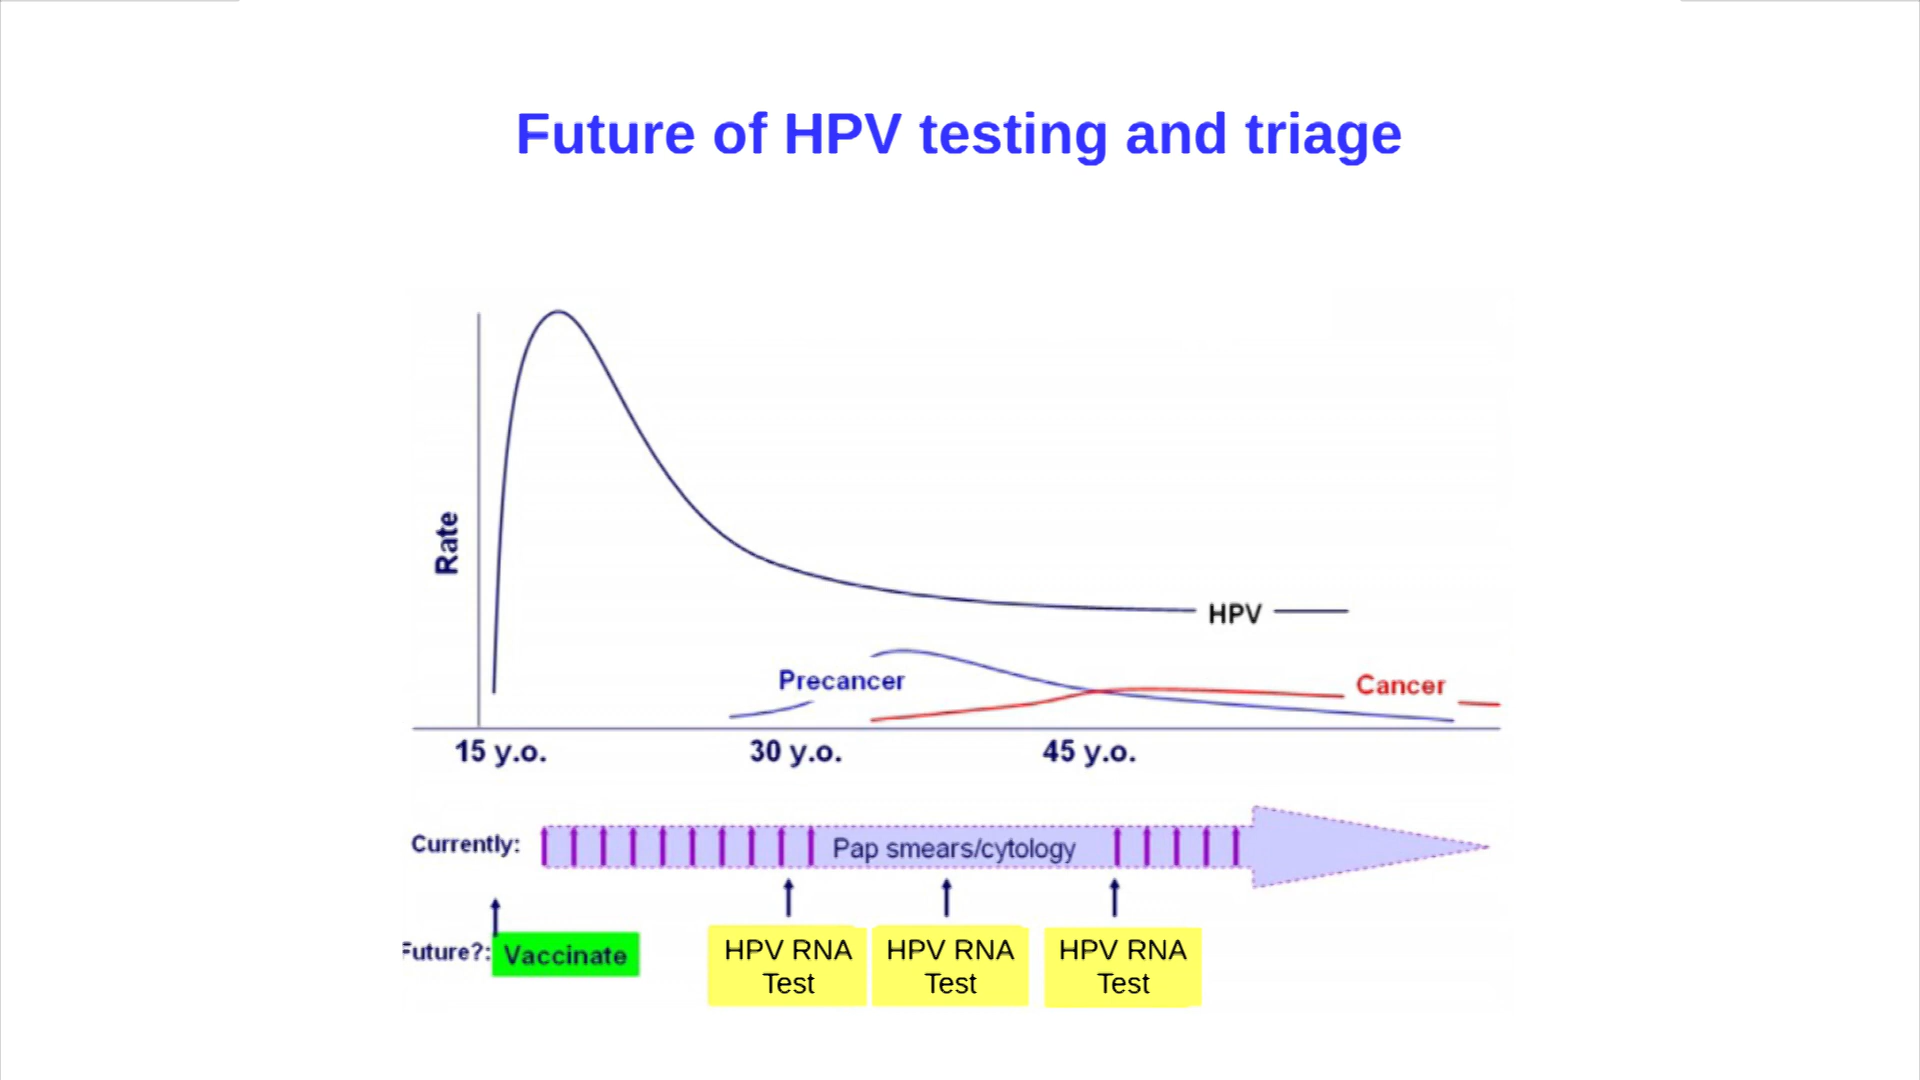 Future of HPV testing and triage
Rate
HPV
Precancer
Cancer
15 y.o.
30 y.o.
45 y.o.
Currently:
Pap smears/cytology
Future?:
Vaccinate
HPV RNA
Test
HPV RNA
Test
HPV RNA
Test